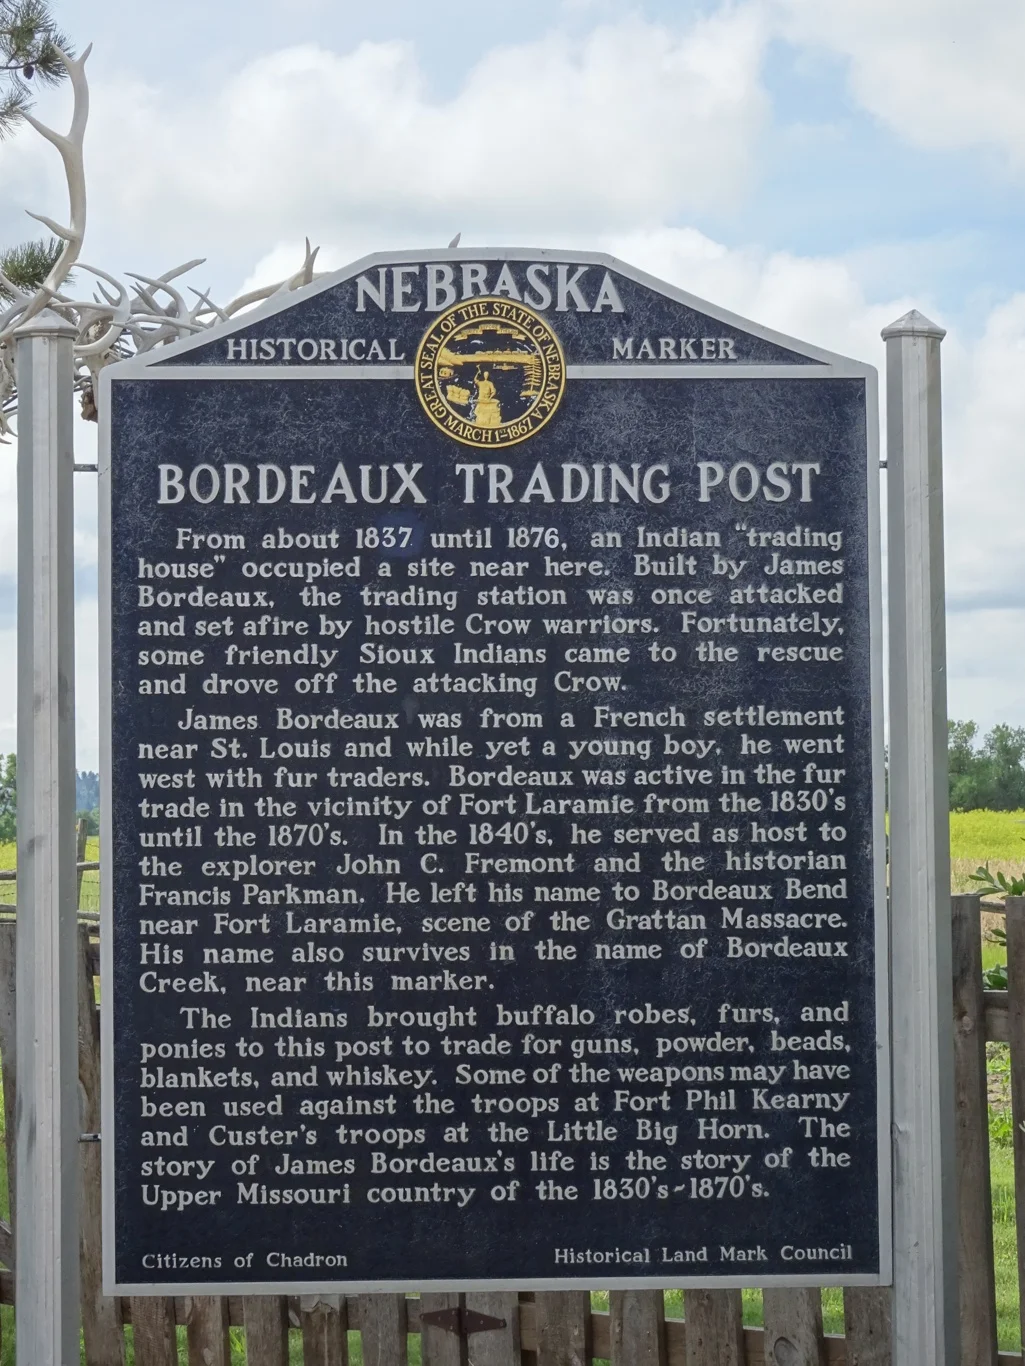 NEBRASKA
HISTORICAL MARKER
GREAT SEAL OF THE STATE OF NEBRASKA
MARCH 1ST 1867
BORDEAUX TRADING POST
From about 1837 until 1876, an Indian "trading
house" occupied a site near here. Built by James
Bordeaux, the trading station was once attacked
and set afire by hostile Crow warriors. Fortunately,
some friendly Sioux Indians came to the rescue
and drove off the attacking Crow.
James Bordeaux was from a French settlement
near St. Louis and while yet a young boy, he went
west with fur traders. Bordeaux was active in the fur
trade in the vicinity of Fort Laramie from the 1830's
until the 1870's. In the 1840's, he served as host to
the explorer John C. Fremont and the historian
Francis Parkman. He left his name to Bordeaux Bend
near Fort Laramie, scene of the Grattan Massacre.
His name also survives in the name of Bordeaux
Creek, near this marker.
The Indians brought buffalo robes, furs, and
ponies to this post to trade for guns, powder, beads,
blankets, and whiskey. Some of the weapons may have
been used against the troops at Fort Phil Kearny
and Custer's troops at the Little Big Horn. The
story of James Bordeaux's life is the story of the
Upper Missouri country of the 1830's-1870's.
Citizens of Chadron
Historical Land Mark Council